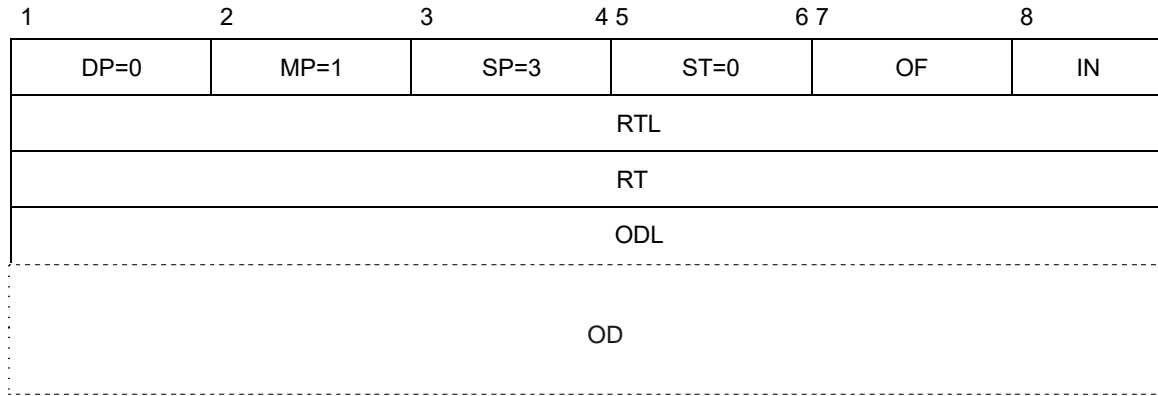 1 2 3 4 5 6 7 8
DP=0 MP=1 SP=3 ST=0 OF IN
RTL
RT
ODL
OD